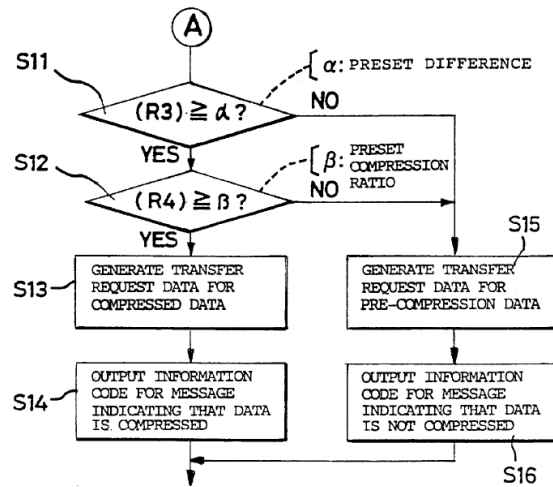 A
S11
α: PRESET DIFFERENCE
(R3) ≧ α ?
NO
YES
S12
β: PRESET
COMPRESSION
RATIO
(R4) ≧ β ?
NO
YES
S13
GENERATE TRANSFER
REQUEST DATA FOR
COMPRESSED DATA
S15
GENERATE TRANSFER
REQUEST DATA FOR
PRE-COMPRESSION DATA
S14
OUTPUT INFORMATION
CODE FOR MESSAGE
INDICATING THAT DATA
IS COMPRESSED
OUTPUT INFORMATION
CODE FOR MESSAGE
INDICATING THAT DATA
IS NOT COMPRESSED
S16